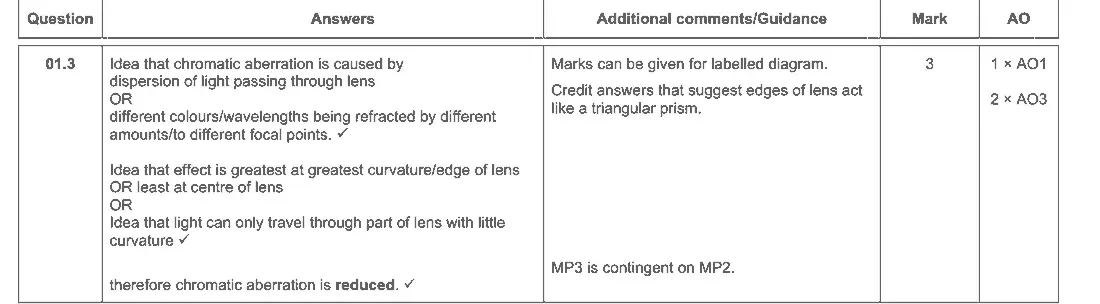 Question Answers Additional comments/Guidance Mark AO
01.3 Idea that chromatic aberration is caused by
dispersion of light passing through lens
OR
different colours/wavelengths being refracted by different
amounts/to different focal points. ✓
Idea that effect is greatest at greatest curvature/edge of lens
OR least at centre of lens
OR
Idea that light can only travel through part of lens with little
curvature ✓
therefore chromatic aberration is reduced. ✓
Marks can be given for labelled diagram.
Credit answers that suggest edges of lens act
like a triangular prism.
MP3 is contingent on MP2.
3
1 × AO1
2 × AO3